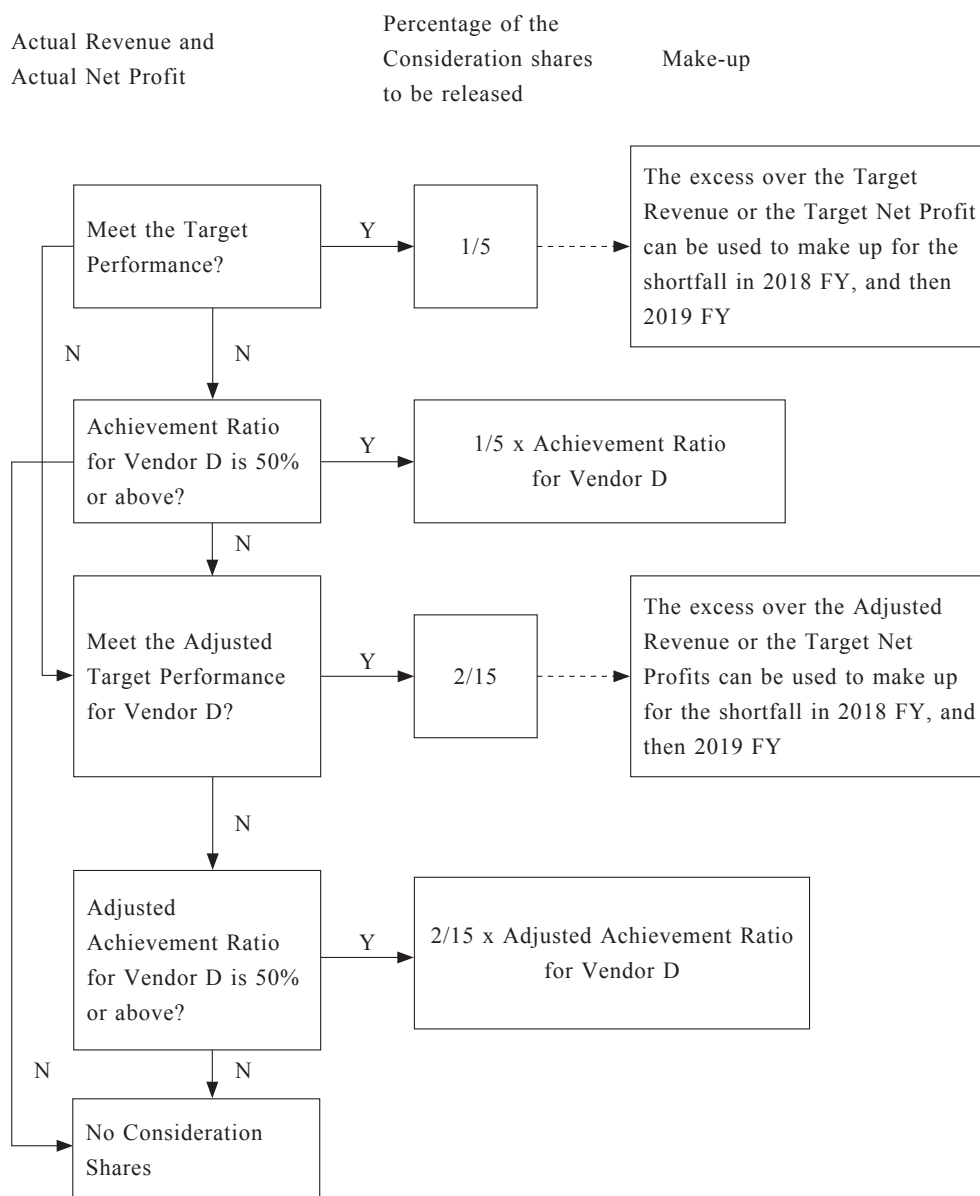 Actual Revenue and
Actual Net Profit
Percentage of the
Consideration shares
to be released
Make-up
Meet the Target
Performance?
Y
1/5
The excess over the Target
Revenue or the Target Net Profit
can be used to make up for the
shortfall in 2018 FY, and then
2019 FY
N
N
Achievement Ratio
for Vendor D is 50%
or above?
Y
1/5 x Achievement Ratio
for Vendor D
N
Meet the Adjusted
Target Performance
for Vendor D?
Y
2/15
The excess over the Adjusted
Revenue or the Target Net
Profits can be used to make up
for the shortfall in 2018 FY, and
then 2019 FY
N
Adjusted
Achievement Ratio
for Vendor D is 50%
or above?
Y
2/15 x Adjusted Achievement Ratio
for Vendor D
N
N
No Consideration
Shares